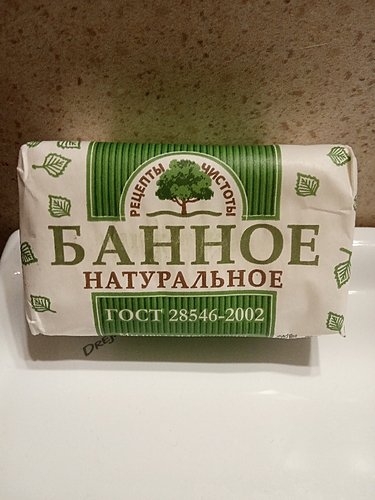 РЕЦЕПТЫ ЧИСТОТЫ
БАННОЕ
НАТУРАЛЬНОЕ
ГОСТ 28546-2002